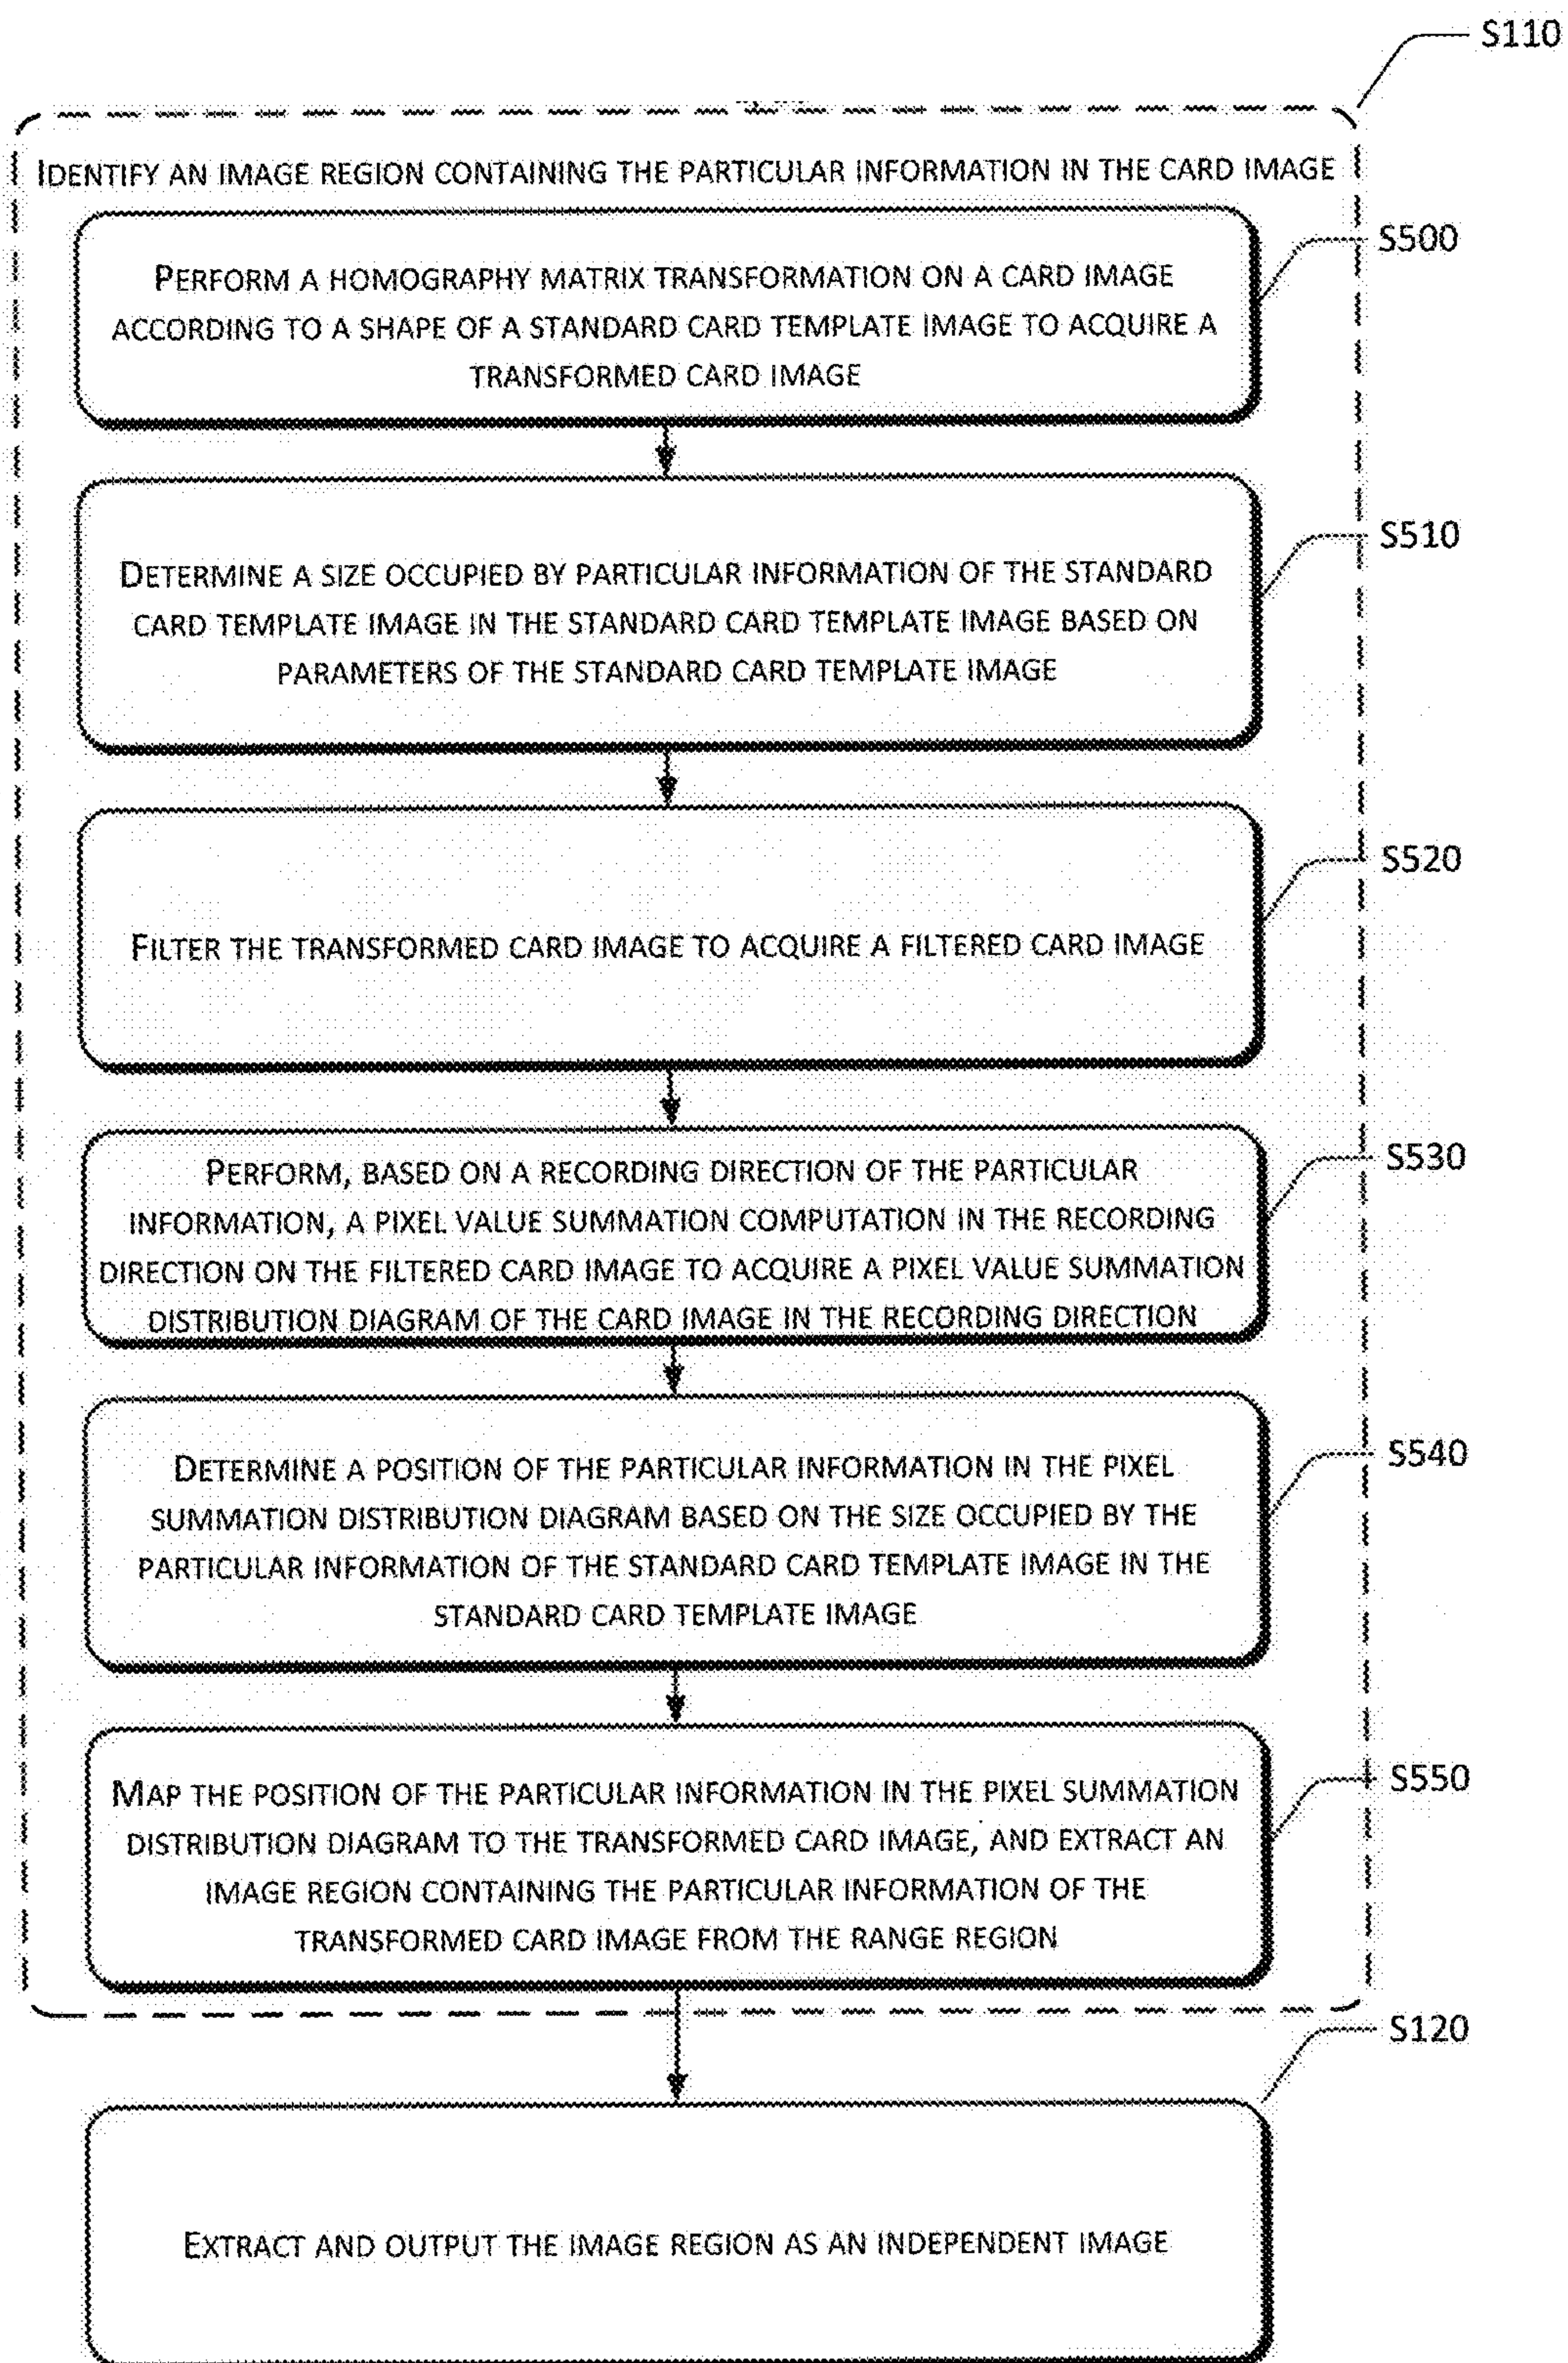 S110
IDENTIFY AN IMAGE REGION CONTAINING THE PARTICULAR INFORMATION IN THE CARD IMAGE
S500
PERFORM A HOMOGRAPHY MATRIX TRANSFORMATION ON A CARD IMAGE
ACCORDING TO A SHAPE OF A STANDARD CARD TEMPLATE IMAGE TO ACQUIRE A
TRANSFORMED CARD IMAGE
S510
DETERMINE A SIZE OCCUPIED BY PARTICULAR INFORMATION OF THE STANDARD
CARD TEMPLATE IMAGE IN THE STANDARD CARD TEMPLATE IMAGE BASED ON
PARAMETERS OF THE STANDARD CARD TEMPLATE IMAGE
S520
FILTER THE TRANSFORMED CARD IMAGE TO ACQUIRE A FILTERED CARD IMAGE
S530
PERFORM, BASED ON A RECORDING DIRECTION OF THE PARTICULAR
INFORMATION, A PIXEL VALUE SUMMATION COMPUTATION IN THE RECORDING
DIRECTION ON THE FILTERED CARD IMAGE TO ACQUIRE A PIXEL VALUE SUMMATION
DISTRIBUTION DIAGRAM OF THE CARD IMAGE IN THE RECORDING DIRECTION
S540
DETERMINE A POSITION OF THE PARTICULAR INFORMATION IN THE PIXEL
SUMMATION DISTRIBUTION DIAGRAM BASED ON THE SIZE OCCUPIED BY THE
PARTICULAR INFORMATION OF THE STANDARD CARD TEMPLATE IMAGE IN THE
STANDARD CARD TEMPLATE IMAGE
S550
MAP THE POSITION OF THE PARTICULAR INFORMATION IN THE PIXEL SUMMATION
DISTRIBUTION DIAGRAM TO THE TRANSFORMED CARD IMAGE, AND EXTRACT AN
IMAGE REGION CONTAINING THE PARTICULAR INFORMATION OF THE
TRANSFORMED CARD IMAGE FROM THE RANGE REGION
S120
EXTRACT AND OUTPUT THE IMAGE REGION AS AN INDEPENDENT IMAGE